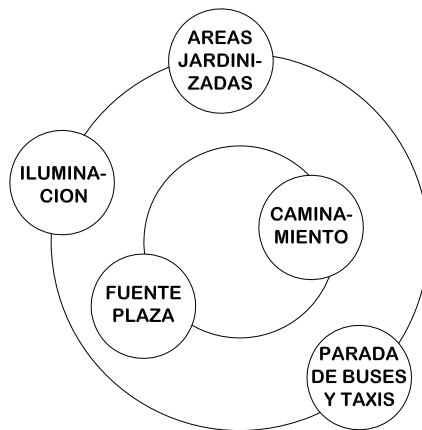 AREAS
JARDINI-
ZADAS
ILUMINA-
CION
CAMINA-
MIENTO
FUENTE
PLAZA
PARADA
DE BUSES
Y TAXIS